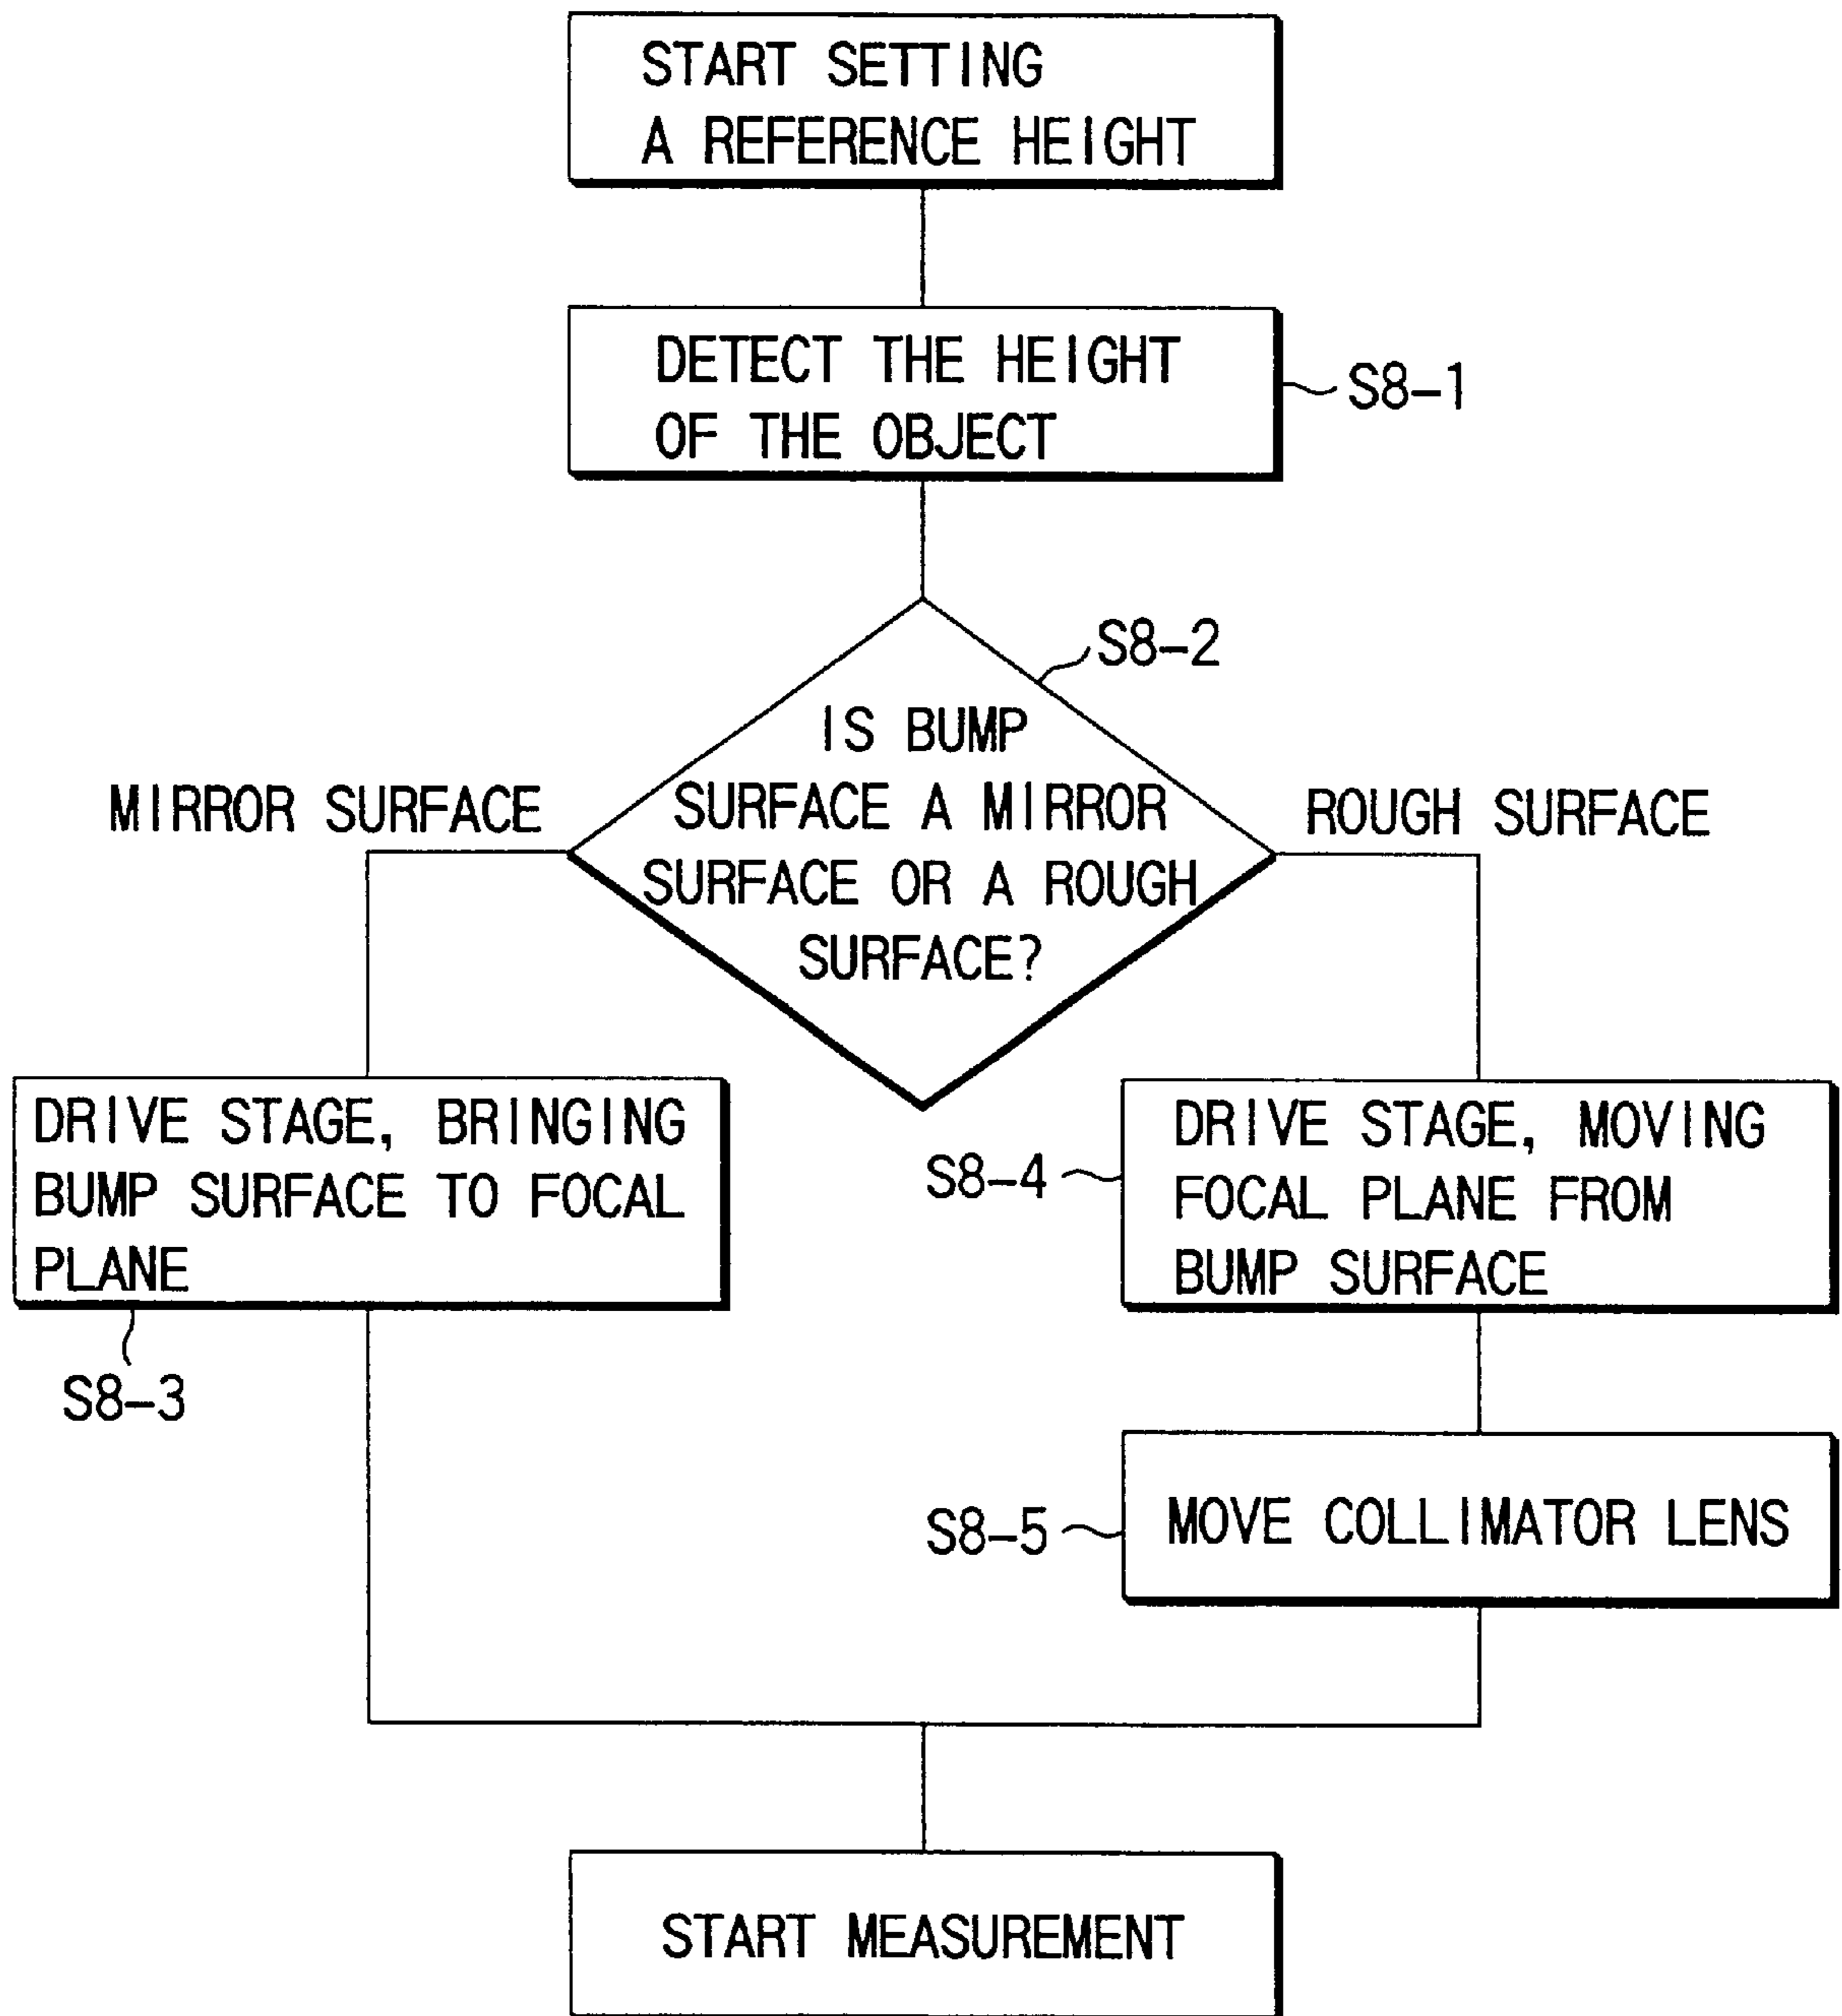 START SETTING
A REFERENCE HEIGHT
DETECT THE HEIGHT
OF THE OBJECT
S8-1
S8-2
IS BUMP
SURFACE A MIRROR
SURFACE OR A ROUGH
SURFACE?
MIRROR SURFACE
ROUGH SURFACE
DRIVE STAGE, BRINGING
BUMP SURFACE TO FOCAL
PLANE
S8-3
DRIVE STAGE, MOVING
FOCAL PLANE FROM
BUMP SURFACE
S8-4
MOVE COLLIMATOR LENS
S8-5
START MEASUREMENT